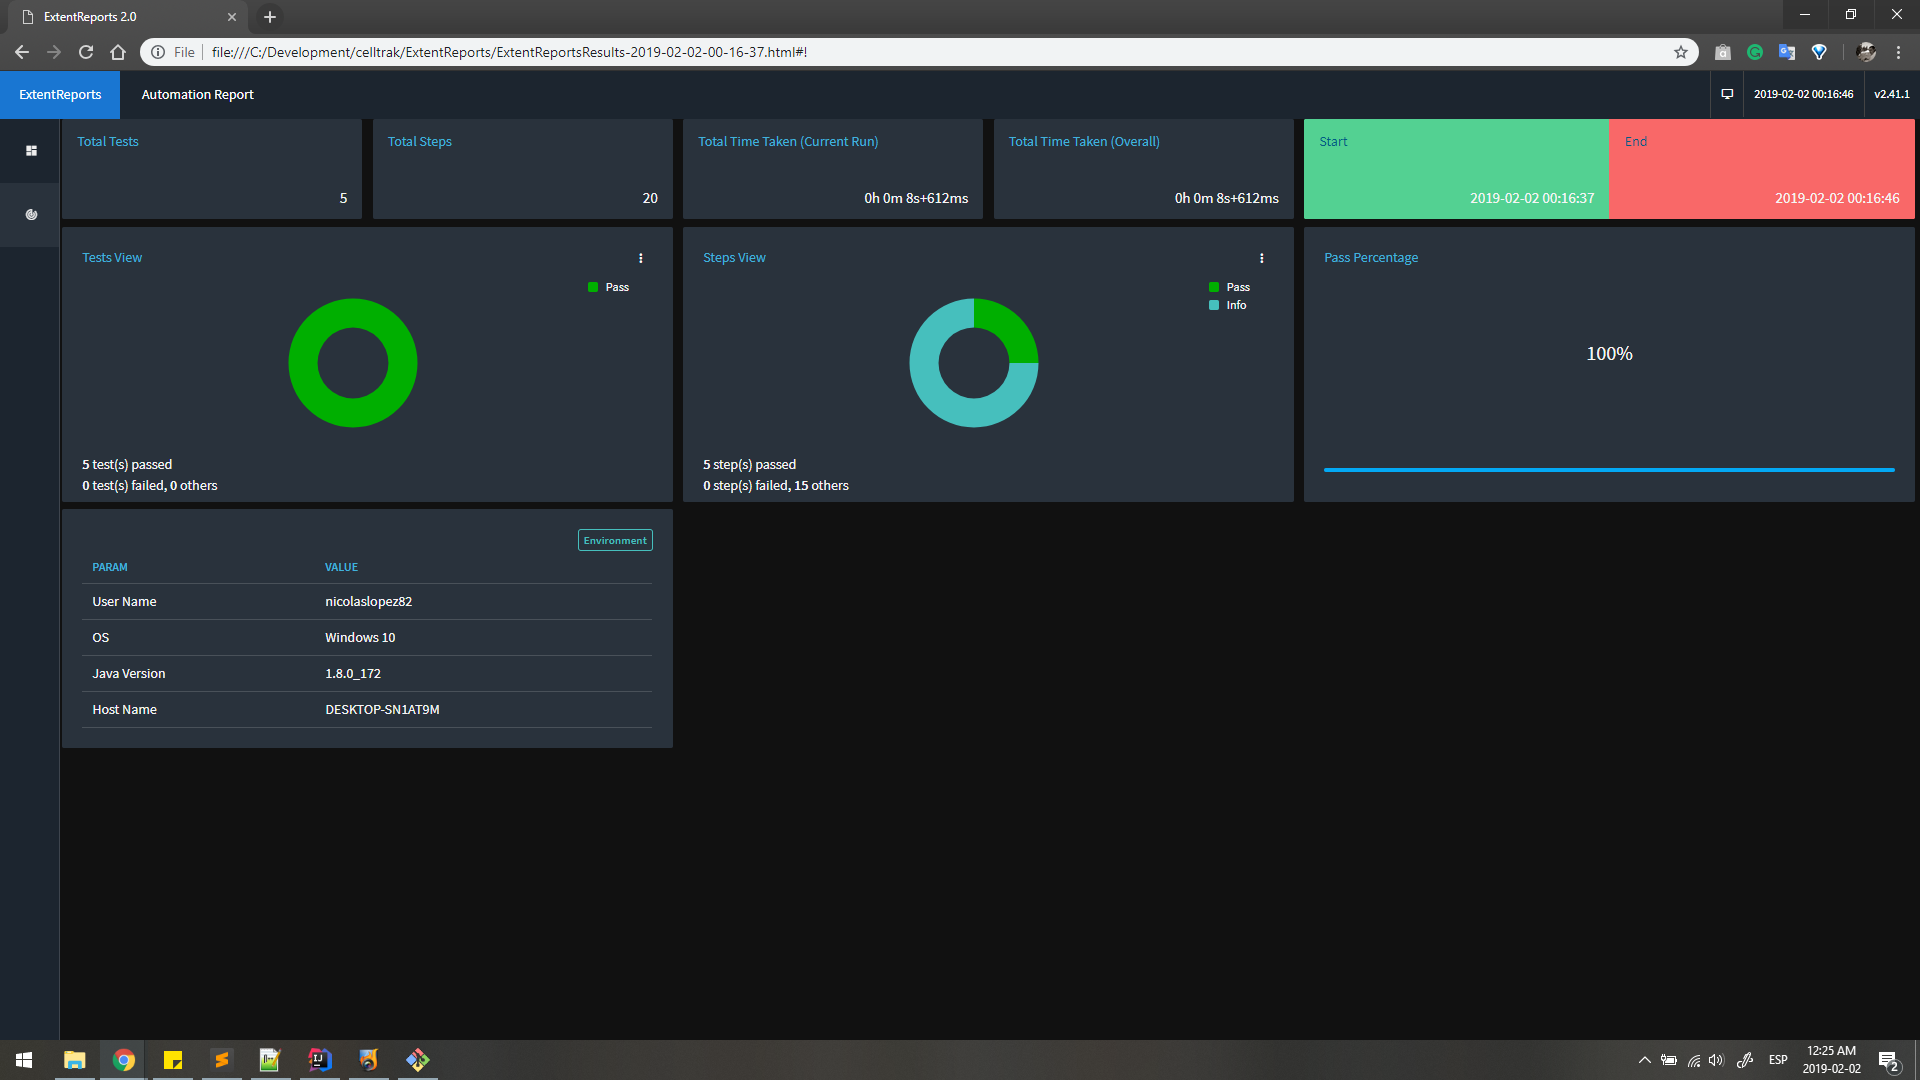 ExtentReports 2.0
File
file:///C:/Development/celltrak/ExtentReports/ExtentReportsResults-2019-02-02-00-16-37.html#!
ExtentReports
Automation Report
2019-02-02 00:16:46
v2.41.1
Total Tests
5
Total Steps
20
Total Time Taken (Current Run)
0h 0m 8s+612ms
Total Time Taken (Overall)
0h 0m 8s+612ms
Start
2019-02-02 00:16:37
End
2019-02-02 00:16:46
Tests View
Pass
5 test(s) passed
0 test(s) failed, 0 others
Steps View
Pass
Info
5 step(s) passed
0 step(s) failed, 15 others
Pass Percentage
100%
Environment
PARAM VALUE
User Name nicolaslopez82
OS Windows 10
Java Version 1.8.0_172
Host Name DESKTOP-SN1AT9M
ESP
12:25 AM
2019-02-02
2